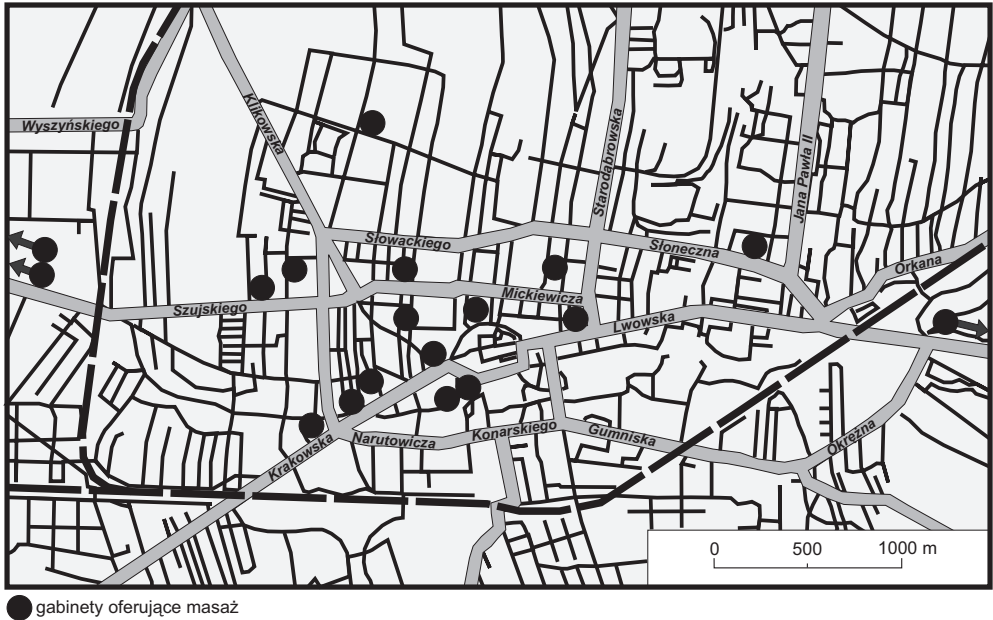 Wyszyńskiego
Klikowska
Starodąbrowska
Jana Pawła II
Słowackiego
Słoneczna
Orkana
Szujskiego
Mickiewicza
Lwowska
Krakowska
Narutowicza
Konarskiego
Gumniska
Okrężna
0 500 1000 m
gabinety oferujące masaż